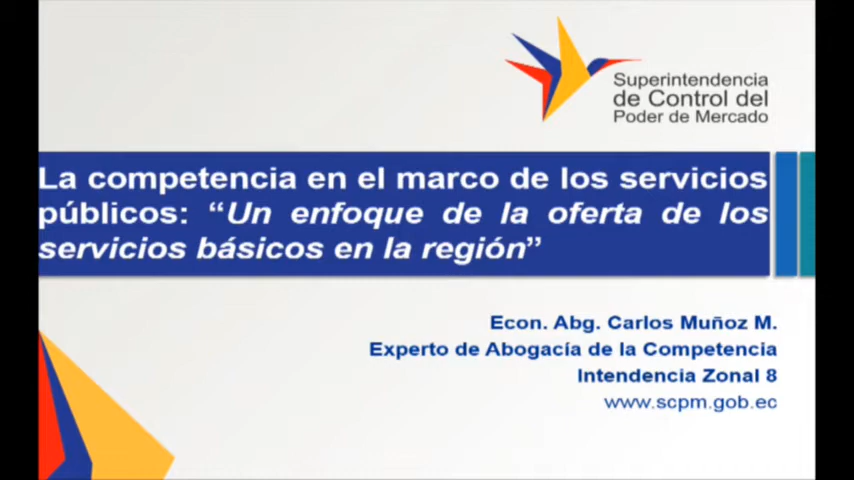 Superintendencia
de Control del
Poder de Mercado
La competencia en el marco de los servicios
públicos: “Un enfoque de la oferta de los
servicios básicos en la región”
Econ. Abg. Carlos Muñoz M.
Experto de Abogacía de la Competencia
Intendencia Zonal 8
www.scpm.gob.ec